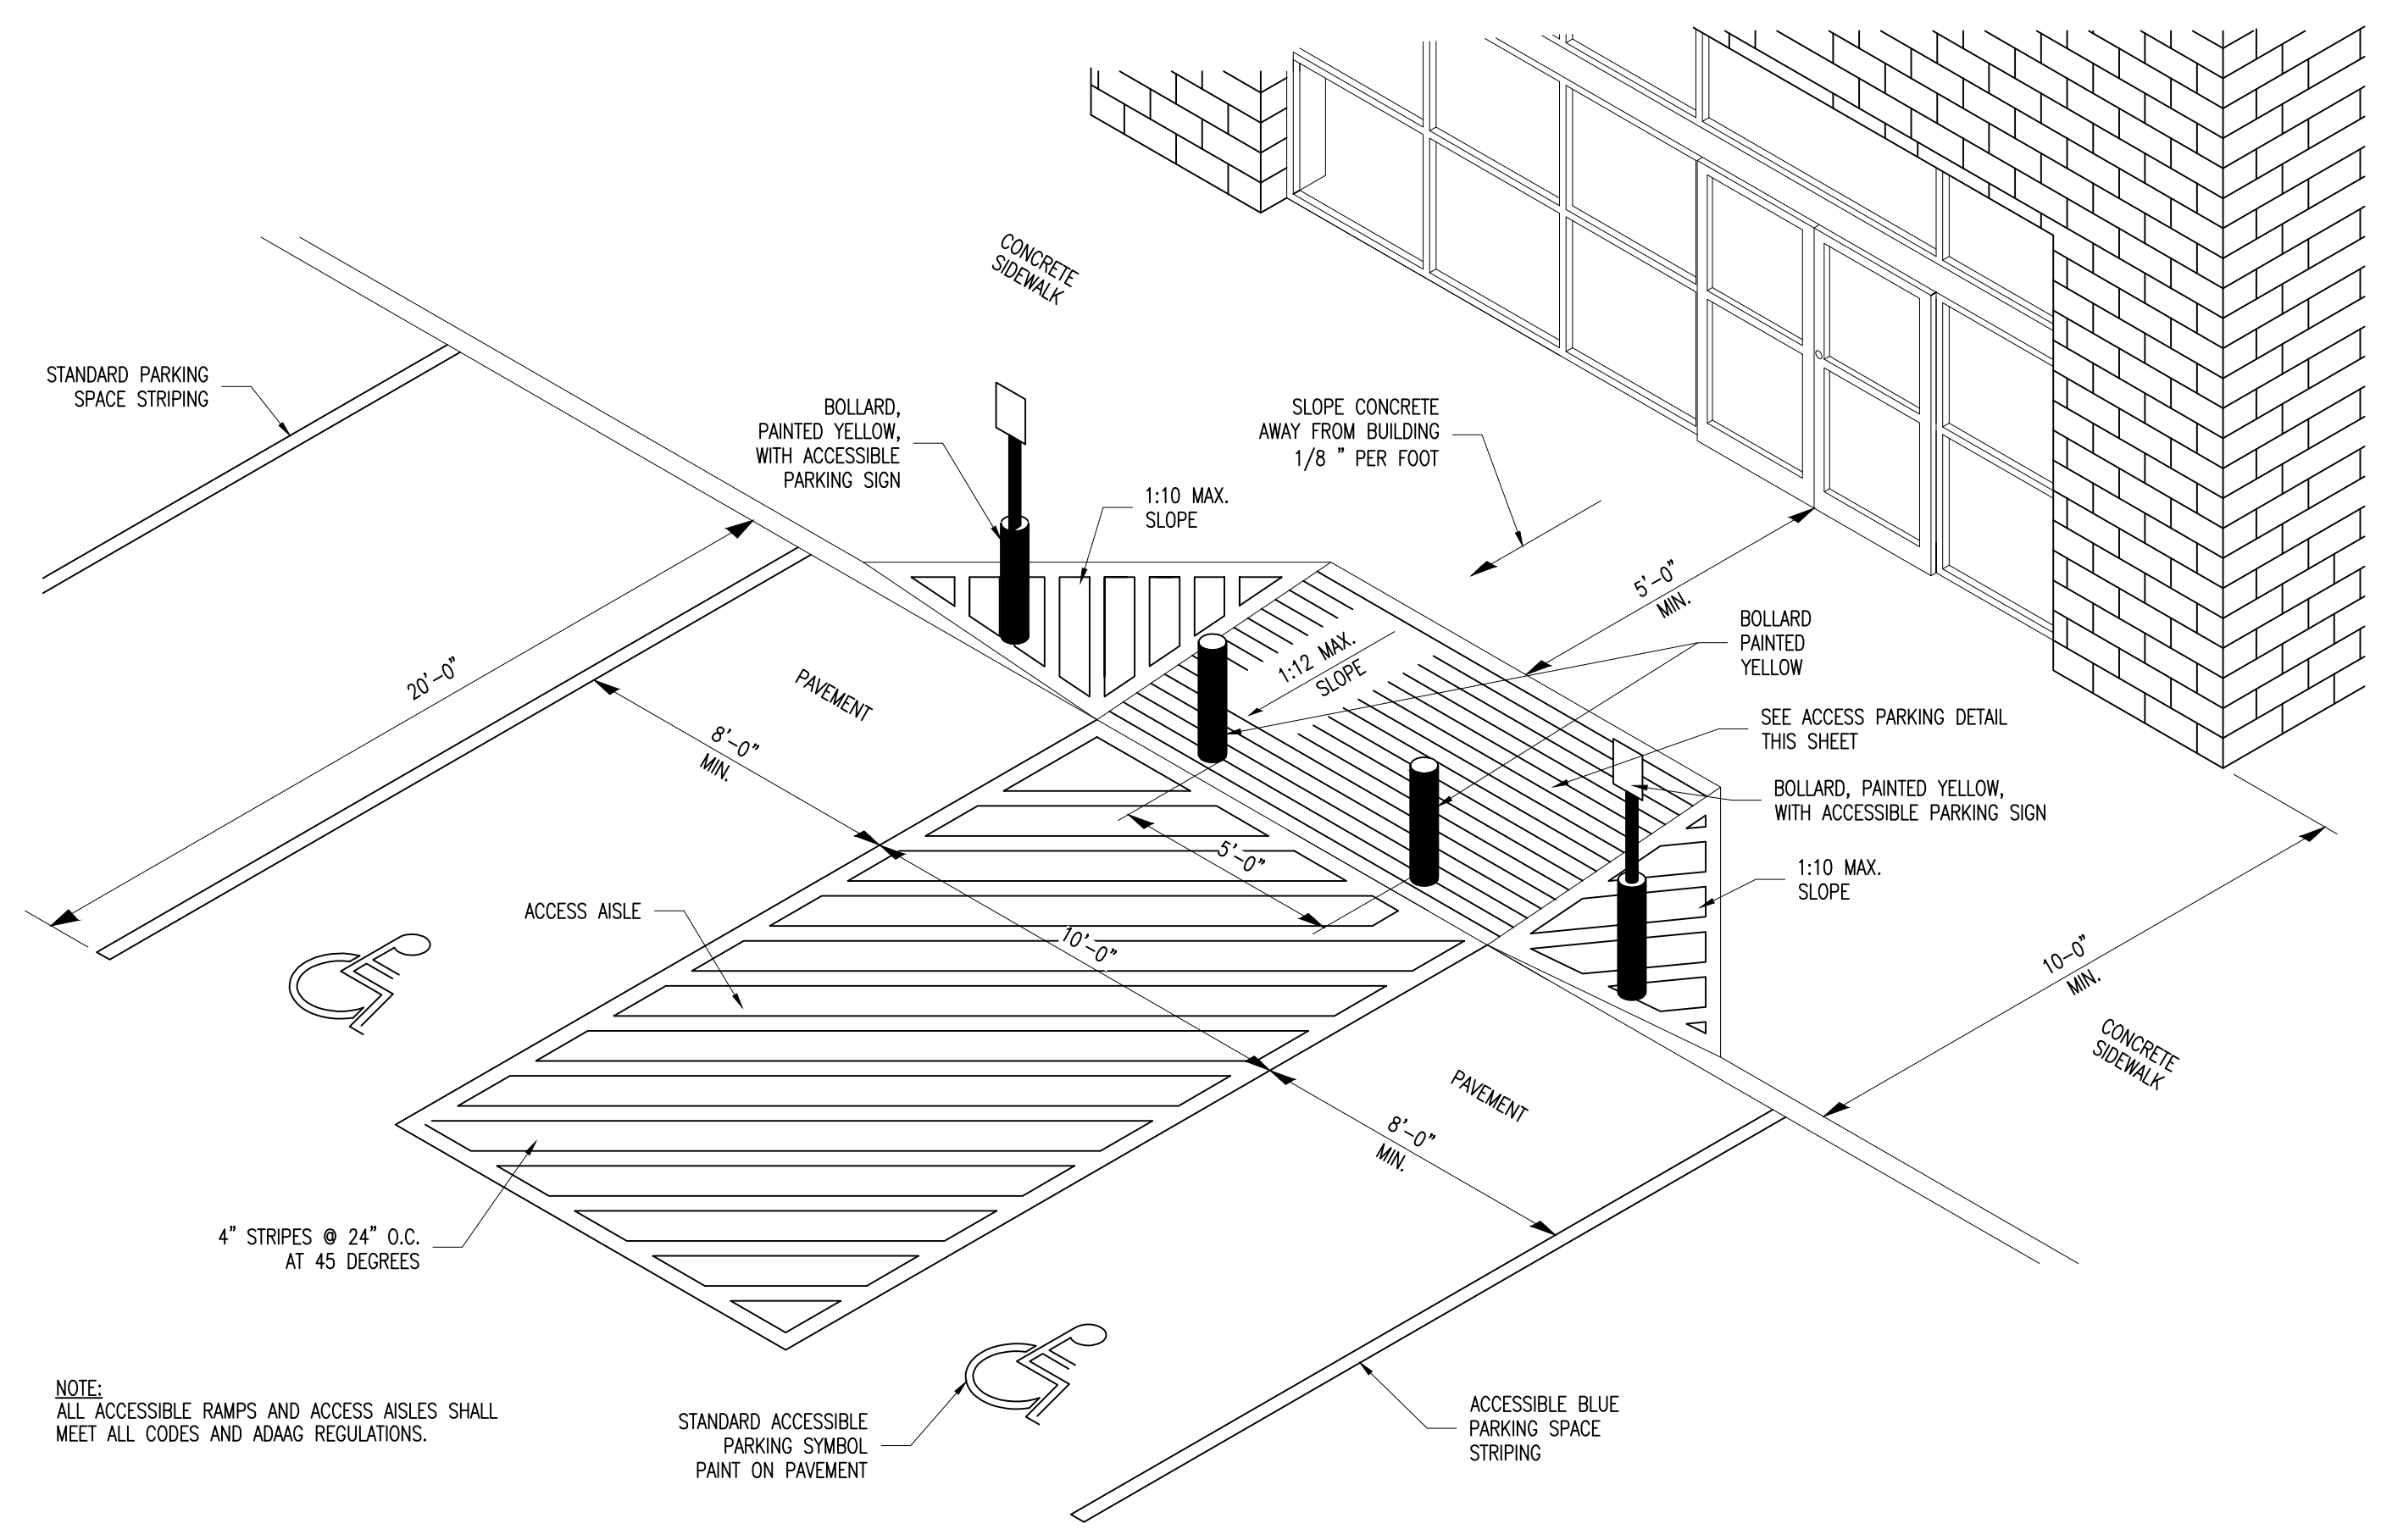 CONCRETE
SIDEWALK
STANDARD PARKING
SPACE STRIPING
BOLLARD,
PAINTED YELLOW,
WITH ACCESSIBLE
PARKING SIGN
1:10 MAX.
SLOPE
SLOPE CONCRETE
AWAY FROM BUILDING
1/8 " PER FOOT
5'-0"
MIN.
BOLLARD
PAINTED
YELLOW
1:12 MAX.
SLOPE
20'-0"
PAVEMENT
8'-0"
MIN.
SEE ACCESS PARKING DETAIL
THIS SHEET
BOLLARD, PAINTED YELLOW,
WITH ACCESSIBLE PARKING SIGN
5'-0"
1:10 MAX.
SLOPE
ACCESS AISLE
10'-0"
10-0"
MIN.
CONCRETE
SIDEWALK
PAVEMENT
8'-0"
MIN.
4" STRIPES @ 24" O.C.
AT 45 DEGREES
NOTE:
ALL ACCESSIBLE RAMPS AND ACCESS AISLES SHALL
MEET ALL CODES AND ADAAG REGULATIONS.
STANDARD ACCESSIBLE
PARKING SYMBOL
PAINT ON PAVEMENT
ACCESSIBLE BLUE
PARKING SPACE
STRIPING